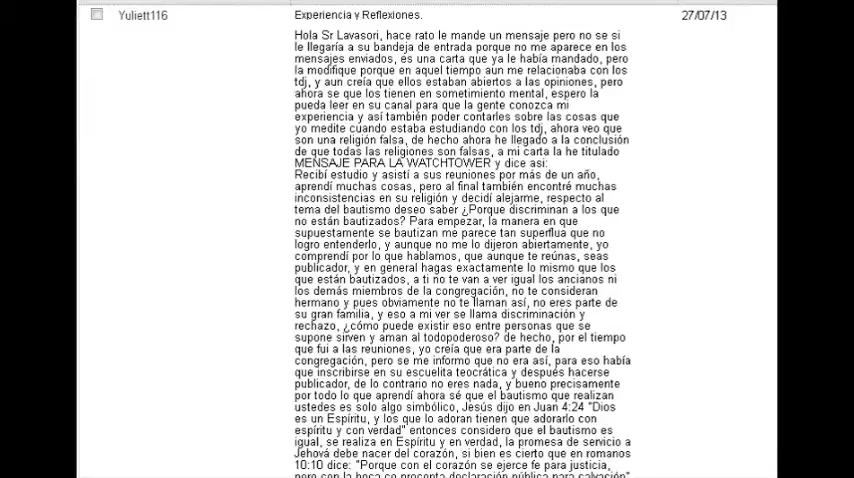 Yuliett116
Experiencia y Reflexiones.
27/07/13
Hola Sr Lavasori, hace rato le mande un mensaje pero no se si
le llegaría a su bandeja de entrada porque no me aparece en los
mensajes enviados, es una carta que ya le había mandado, pero
la modifique porque en aquel tiempo aun me relacionaba con los
tdj, y aun creía que ellos estaban abiertos a las opiniones, pero
ahora se que los tienen en sometimiento mental, espero la
pueda leer en su canal para que la gente conozca mi
experiencia y así también poder contarles sobre las cosas que
yo medite cuando estaba estudiando con los tdj, ahora veo que
son una religión falsa, de hecho ahora he llegado a la conclusión
de que todas las religiones son falsas, a mi carta la he titulado
MENSAJE PARA LA WATCHTOWER y dice asi:
Recibí estudio y asistí a sus reuniones por más de un año,
aprendí muchas cosas, pero al final también encontré muchas
inconsistencias en su religión y decidí alejarme, respecto al
tema del bautismo deseo saber ¿Porque discriminan a los que
no están bautizados? Para empezar, la manera en que
supuestamente se bautizan me parece tan superflua que no
logro entenderlo, y aunque no me lo dijeron abiertamente, yo
comprendí por lo que hablamos, que aunque te reúnas, seas
publicador, y en general hagas exactamente lo mismo que los
que están bautizados, a ti no te van a ver igual los ancianos ni
los demás miembros de la congregación, no te consideran
hermano y pues obviamente no te llaman así, no eres parte de
su gran familia, y eso a mi ver se llama discriminación y
rechazo, ¿cómo puede existir eso entre personas que se
supone sirven y aman al todopoderoso? de hecho, por el tiempo
que fui a las reuniones, yo creía que era parte de la
congregación, pero se me informo que no era así, para eso había
que inscribirse en su escuelita teocrática y después hacerse
publicador, de lo contrario no eres nada, y bueno precisamente
por todo lo que aprendí ahora sé que el bautismo que realizan
ustedes es solo algo simbólico, Jesús dijo en Juan 4:24 "Dios
es un Espíritu, y los que lo adoran tienen que adorarlo con
espíritu y con verdad" entonces considero que el bautismo es
igual, se realiza en Espíritu y en verdad, la promesa de servicio a
Jehová debe nacer del corazón, si bien es cierto que en romanos
10:10 dice: "Porque con el corazón se ejerce fe para justicia,
pero con la boca se pronuncia declaración pública para salvación"